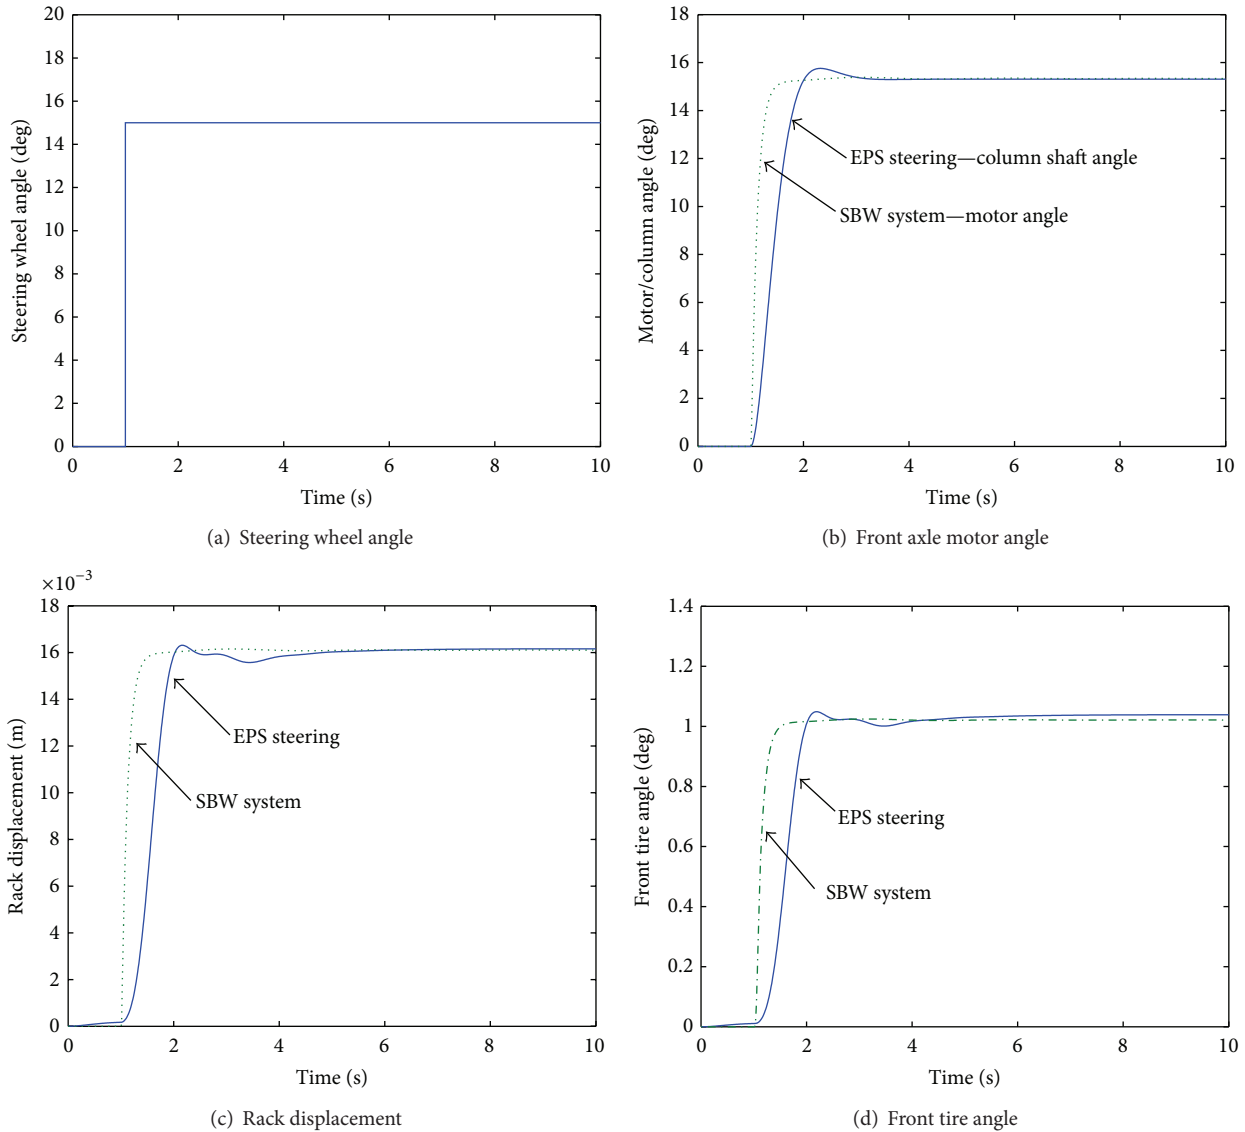 20
18
16
14
12
10
8
6
4
2
0
Steering wheel angle (deg)
0 2 4 6 8 10
Time (s)
(a) Steering wheel angle
18
16
14
12
10
8
6
4
2
0
Motor/column angle (deg)
EPS steering—column shaft angle
SBW system—motor angle
0 2 4 6 8 10
Time (s)
(b) Front axle motor angle
×10⁻³
18
16
14
12
10
8
6
4
2
0
Rack displacement (m)
EPS steering
SBW system
0 2 4 6 8 10
Time (s)
(c) Rack displacement
1.4
1.2
1
0.8
0.6
0.4
0.2
0
Front tire angle (deg)
EPS steering
SBW system
0 2 4 6 8 10
Time (s)
(d) Front tire angle